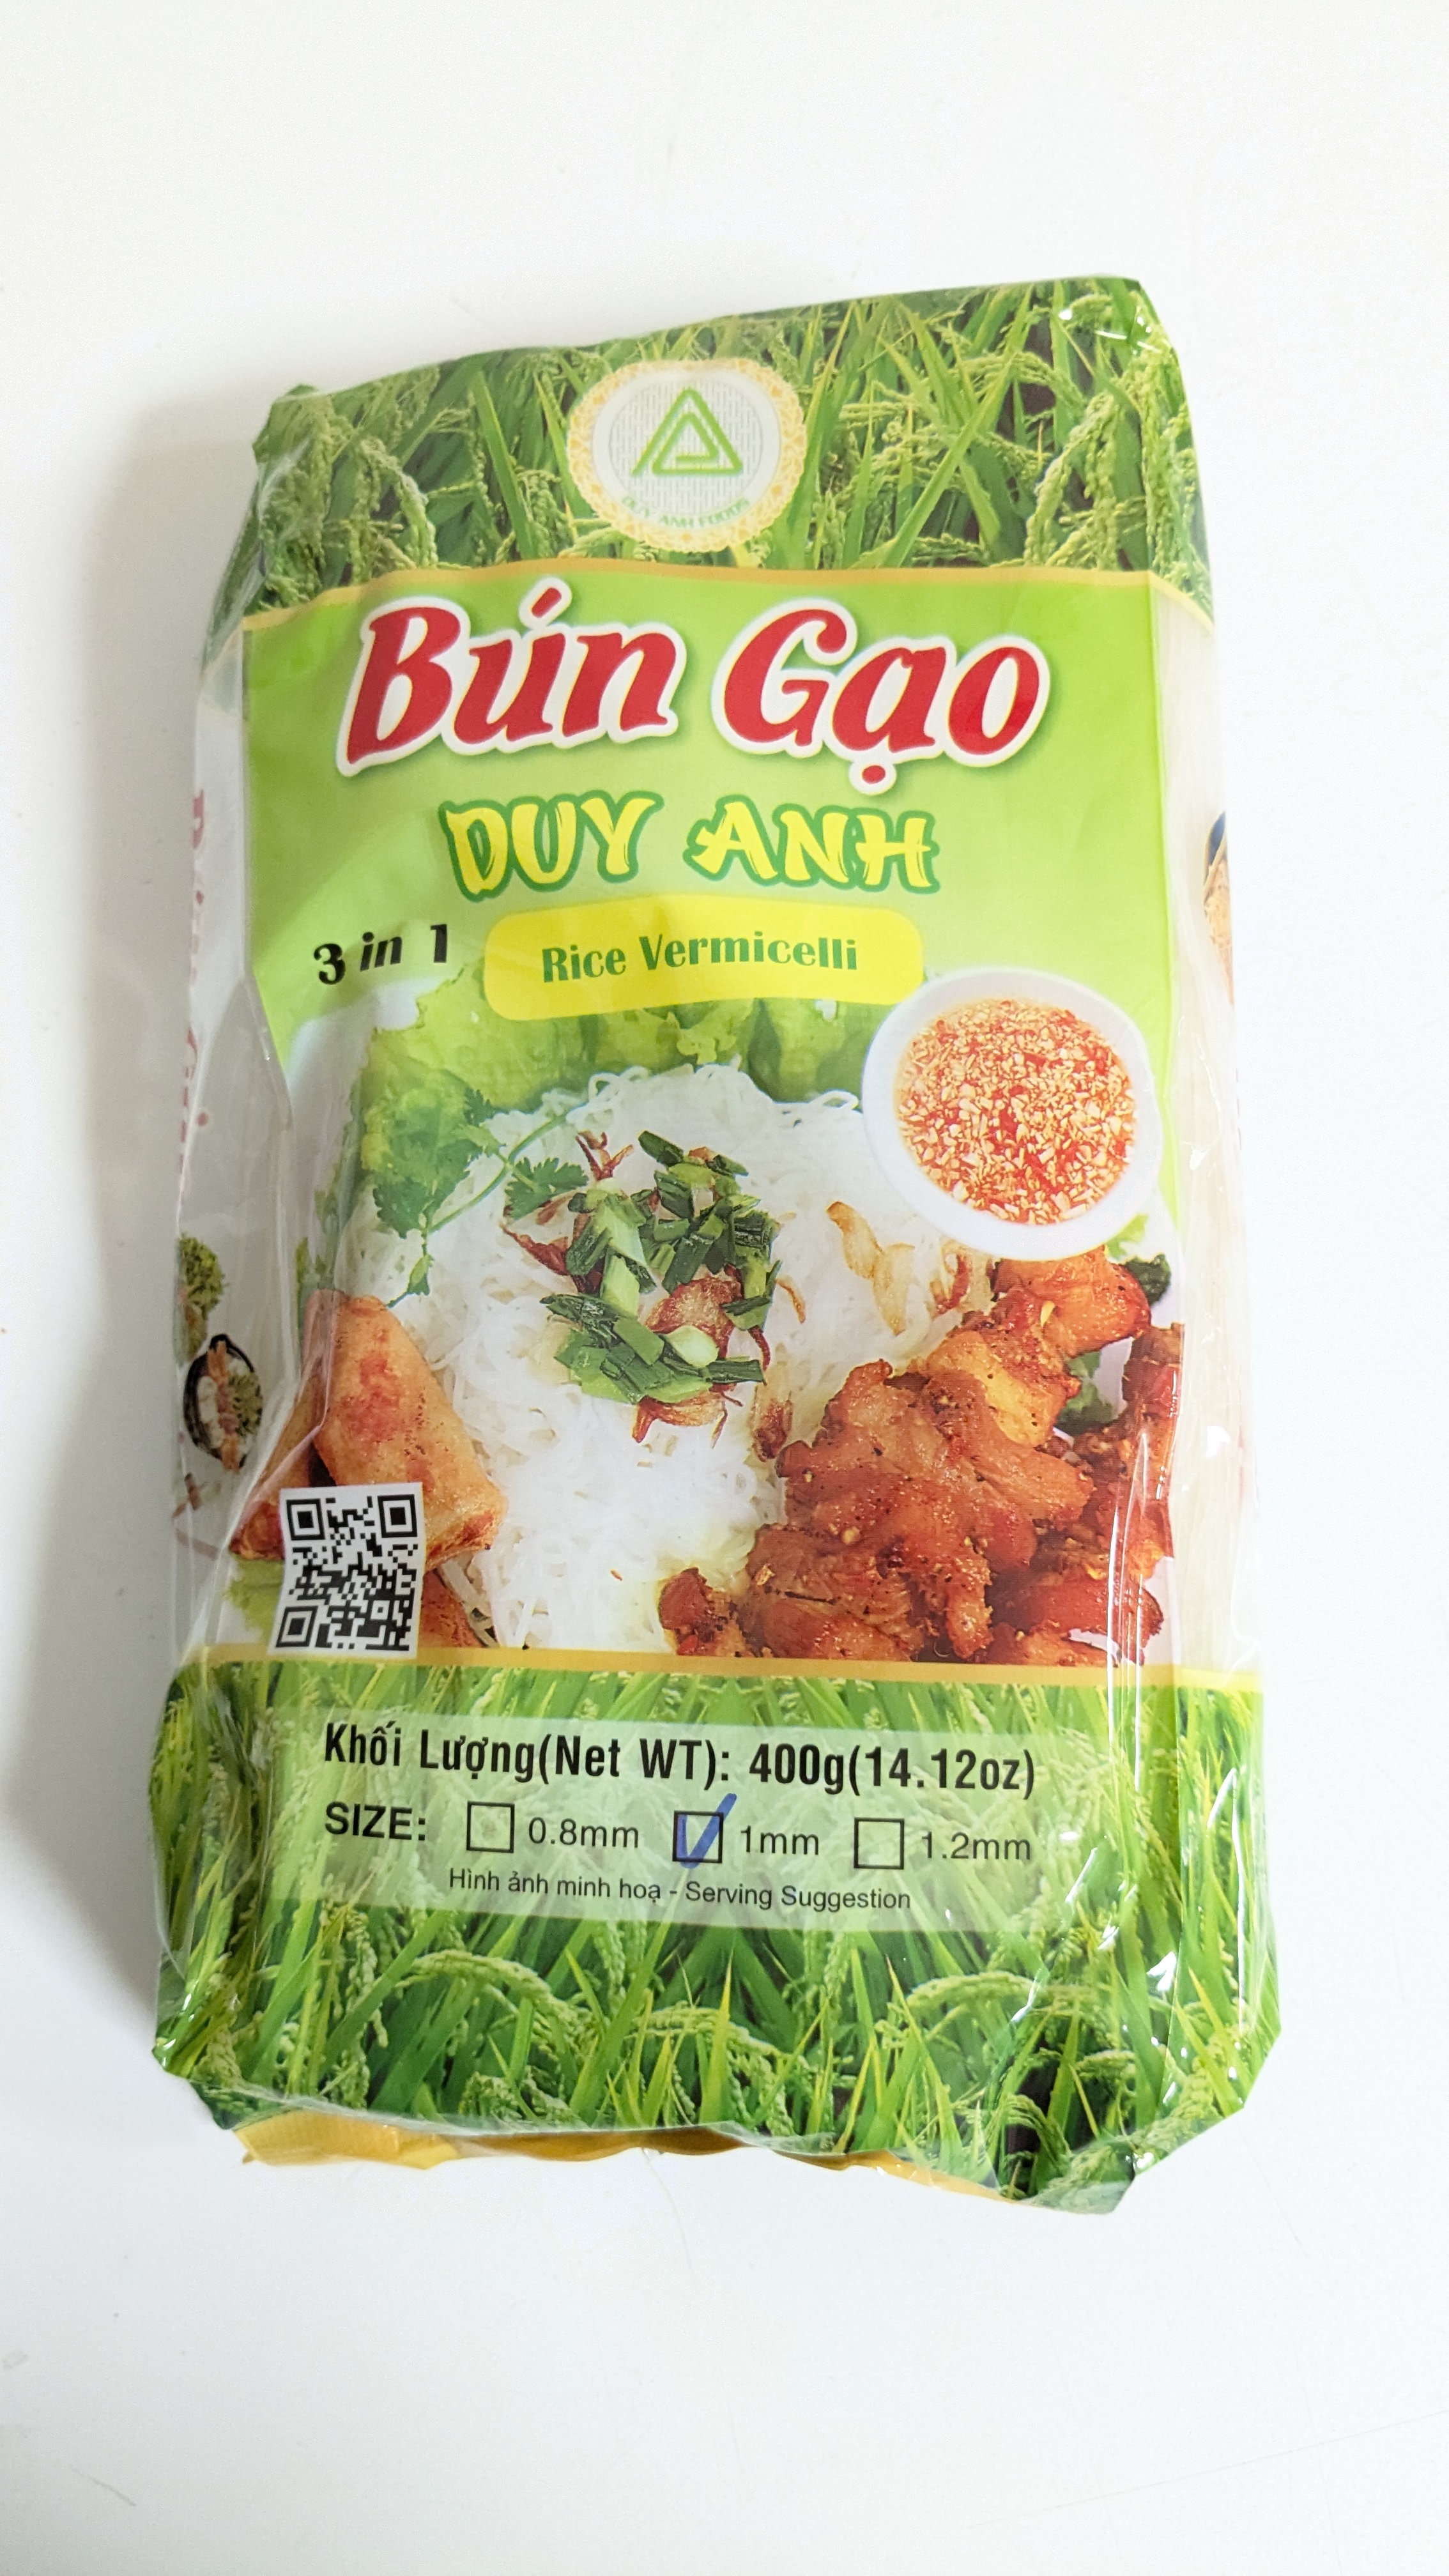 DUY ANH FOODS
Bún Gạo
DUY ANH
3 in 1
Rice Vermicelli
Khối Lượng(Net WT): 400g(14.12oz)
SIZE: 0.8mm 1mm 1.2mm
Hình ảnh minh hoạ - Serving Suggestion